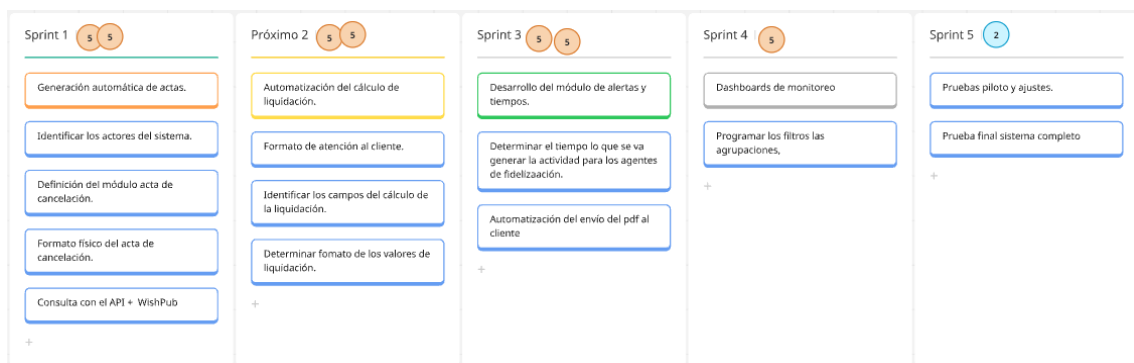 Sprint 1
5
5
Generación automática de actas.
Identificar los actores del sistema.
Definición del módulo acta de
cancelación.
Formato físico del acta de
cancelación.
Consulta con el API + WishPub
+
Próximo 2
5
5
Automatización del cálculo de
liquidación.
Formato de atención al cliente.
Identificar los campos del cálculo de
la liquidación.
Determinar fomato de los valores de
liquidación.
+
Sprint 3
5
5
Desarrollo del módulo de alertas y
tiempos.
Determinar el tiempo lo que se va
generar la actividad para los agentes
de fidelizaación.
Automatización del envío del pdf al
cliente
+
Sprint 4
5
Dashboards de monitoreo
Programar los filtros las
agrupaciones,
+
Sprint 5
2
Pruebas piloto y ajustes.
Prueba final sistema completo
+